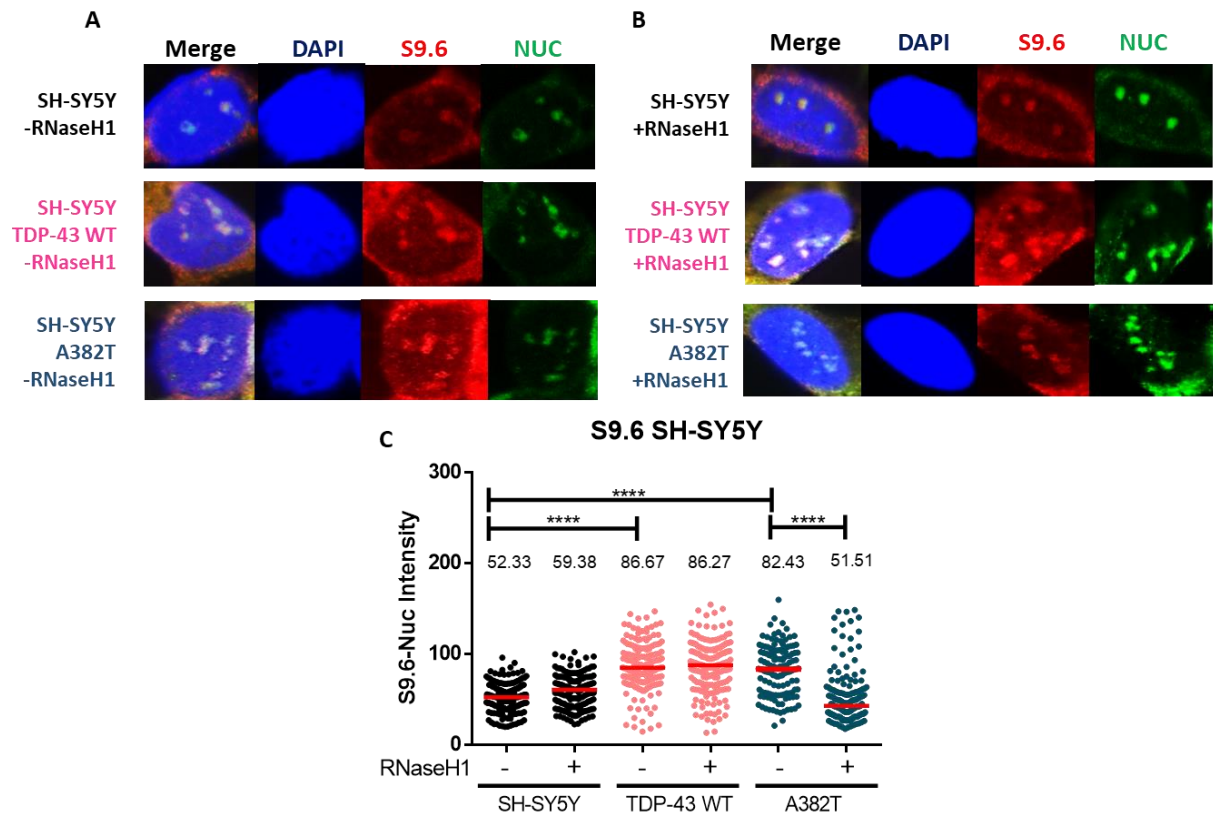 A
Merge DAPI S9.6 NUC
SH-SY5Y
-RNaseH1
SH-SY5Y
TDP-43 WT
-RNaseH1
SH-SY5Y
A382T
-RNaseH1
B
Merge DAPI S9.6 NUC
SH-SY5Y
+RNaseH1
SH-SY5Y
TDP-43 WT
+RNaseH1
SH-SY5Y
A382T
+RNaseH1
C
S9.6 SH-SY5Y
S9.6-Nuc Intensity
300
200
100
0
****
**** ****
52.33 59.38 86.67 86.27 82.43 51.51
RNaseH1 - + - + - +
SH-SY5Y TDP-43 WT A382T